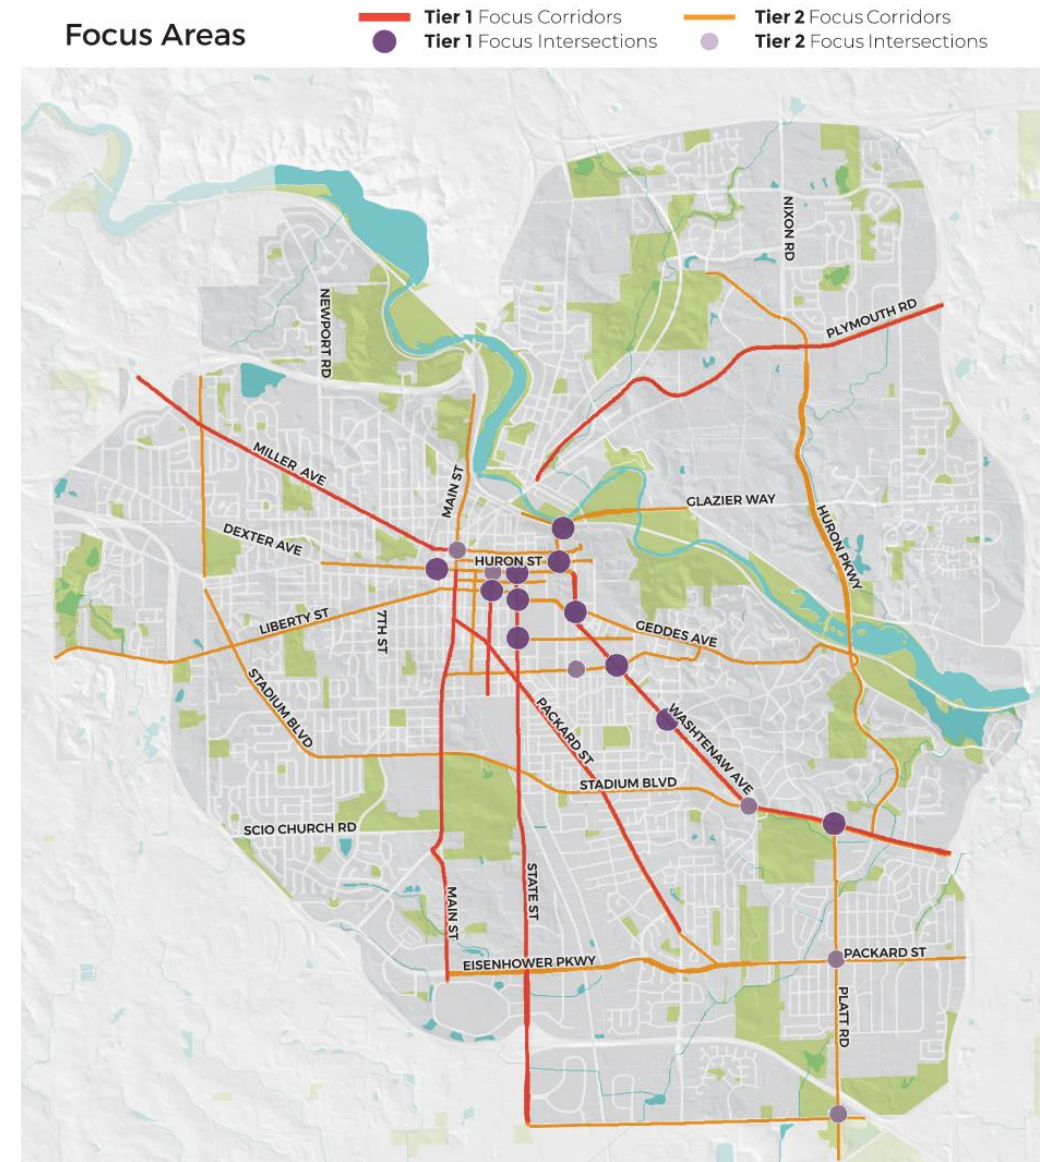 Focus Areas
Tier 1 Focus Corridors
Tier 2 Focus Corridors
Tier 1 Focus Intersections
Tier 2 Focus Intersections
NIXON RD
NEWPORT RD
PLYMOUTH RD
MILLER AVE
MAIN ST
GLAZIER WAY
DEXTER AVE
HURON PKWY
HURON ST
LIBERTY ST
7TH ST
GEDDES AVE
STADIUM BLVD
PACKARD ST
WASHTENAW AVE
STADIUM BLVD
SCIO CHURCH RD
STATE ST
MAIN ST
PACKARD ST
EISENHOWER PKWY
PLATT RD